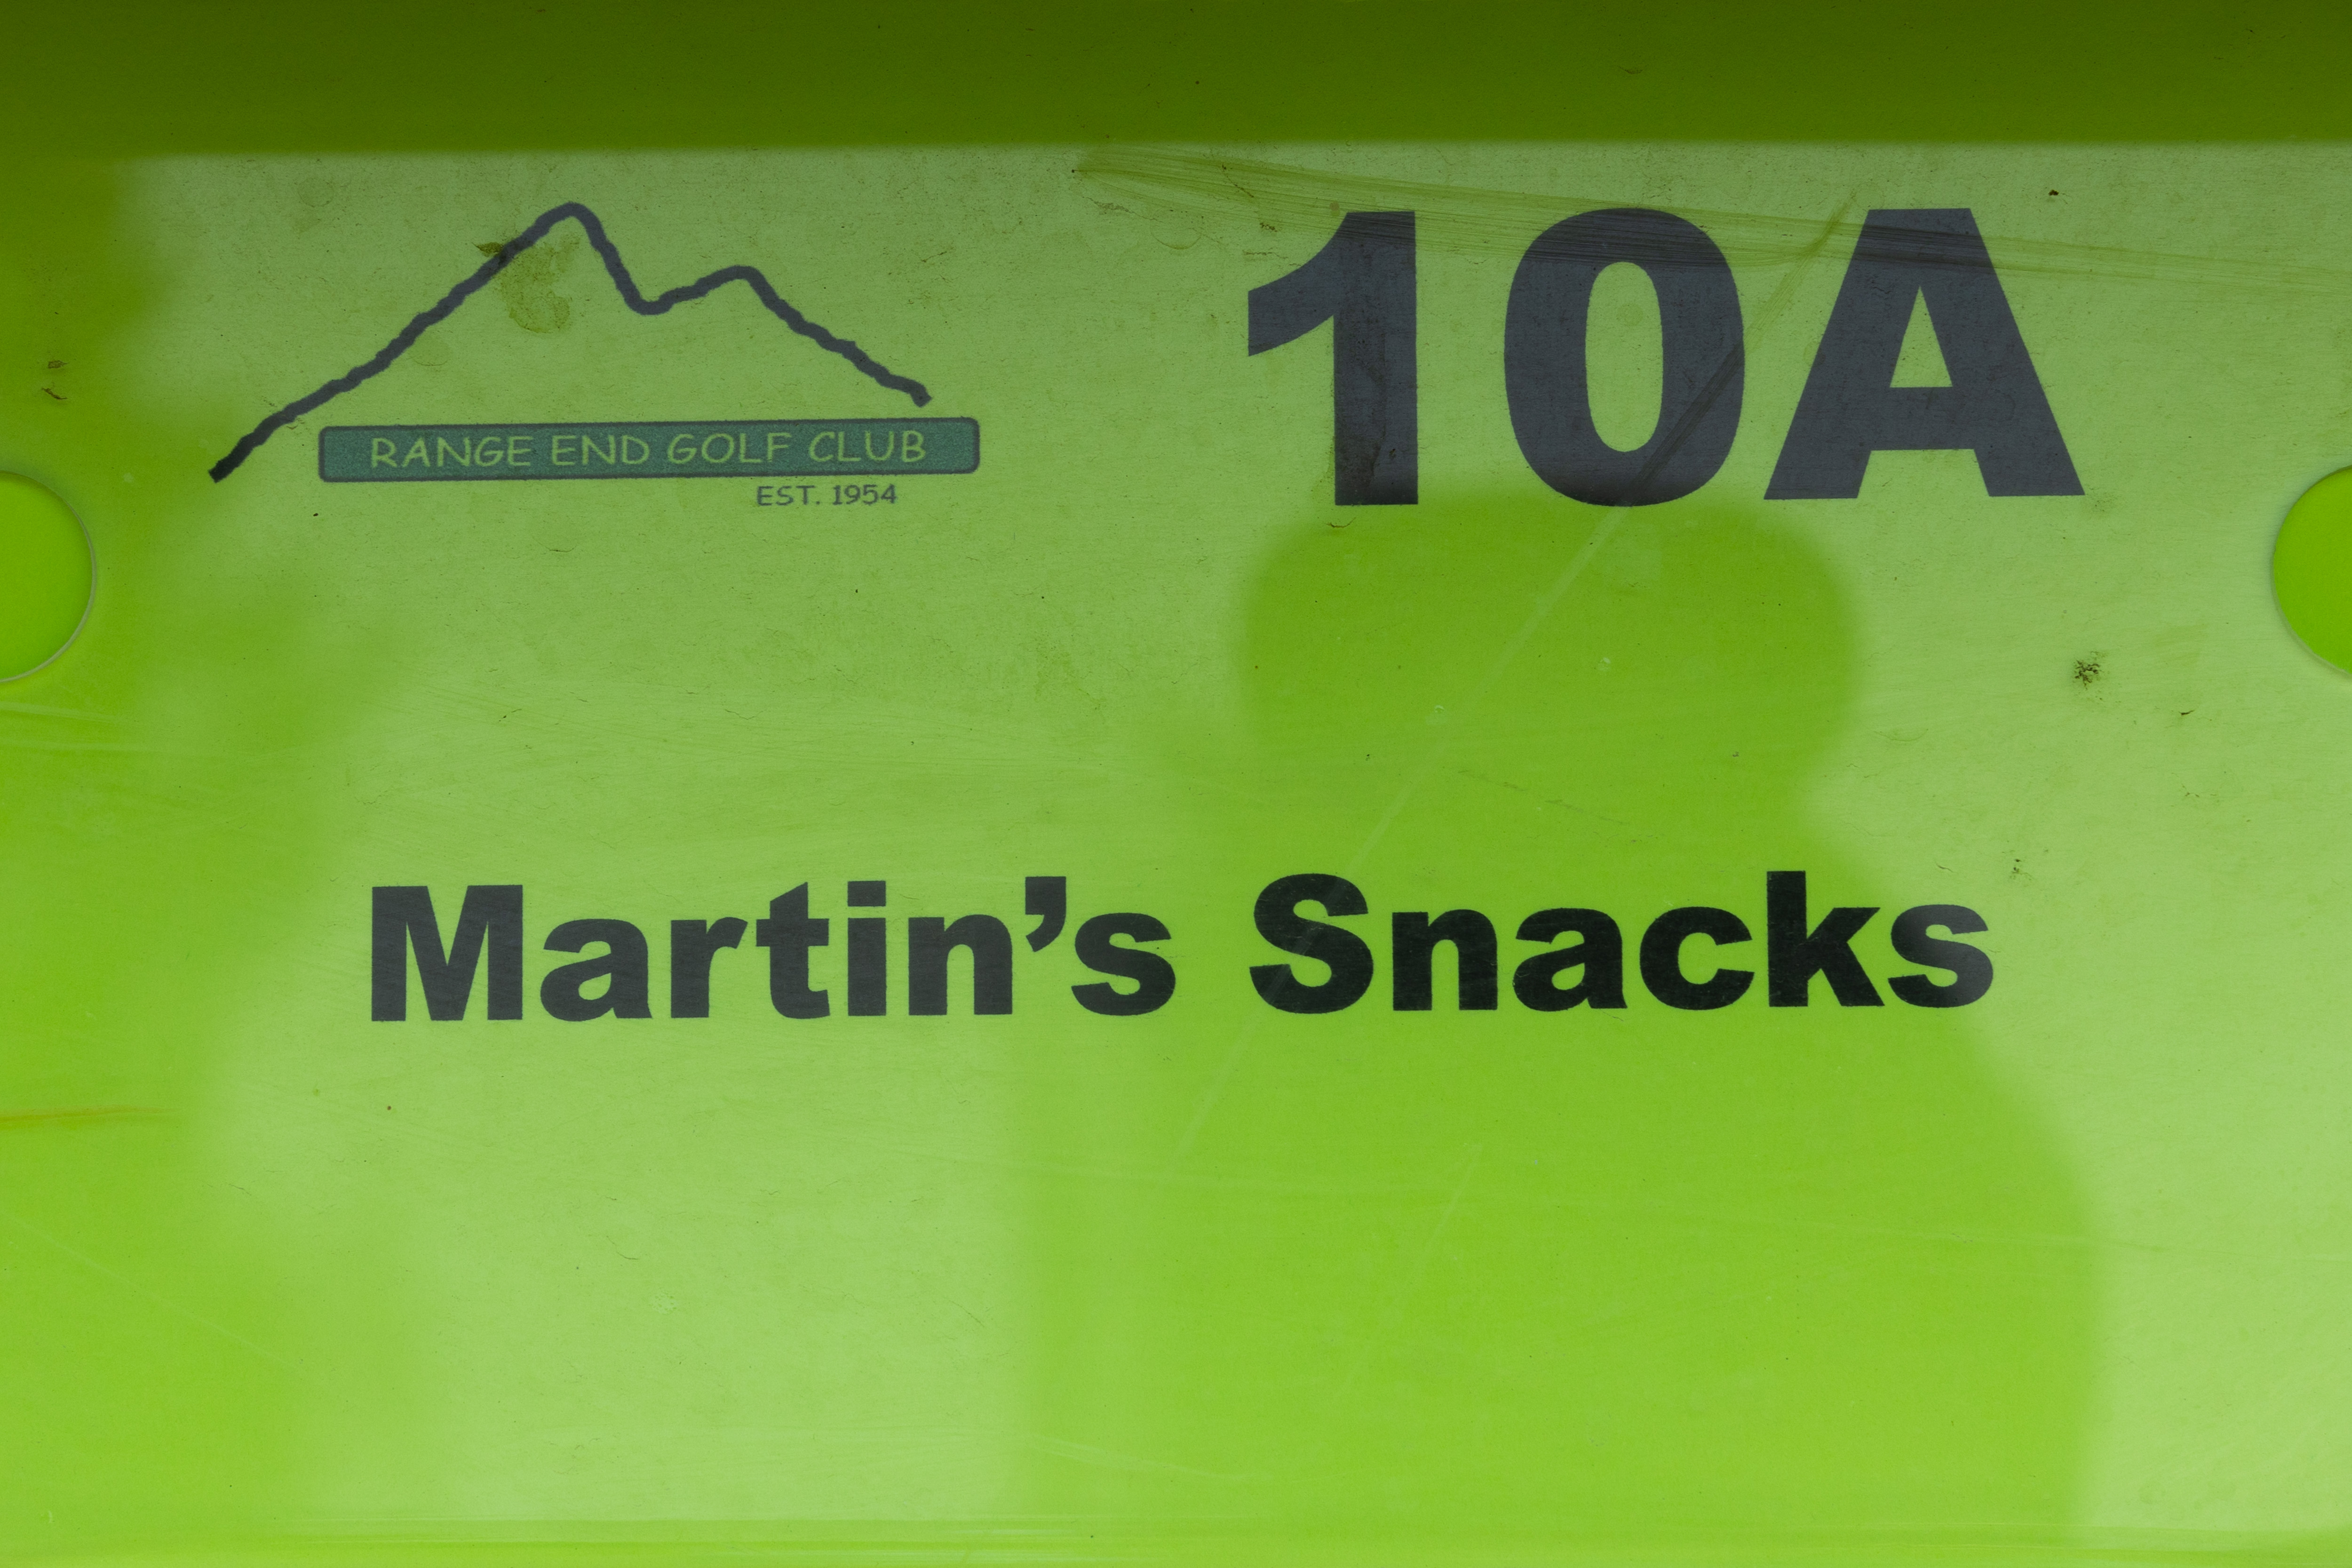 10A
RANGE END GOLF CLUB
EST. 1954
Martin’s Snacks